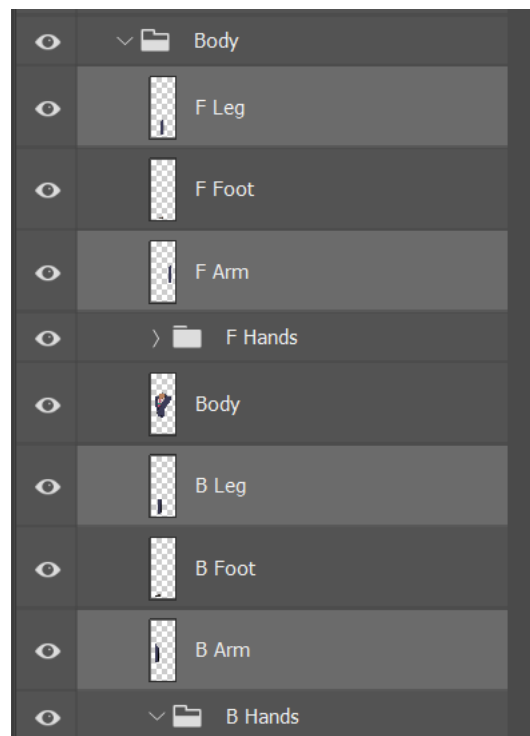 Body
F Leg
F Foot
F Arm
F Hands
Body
B Leg
B Foot
B Arm
B Hands